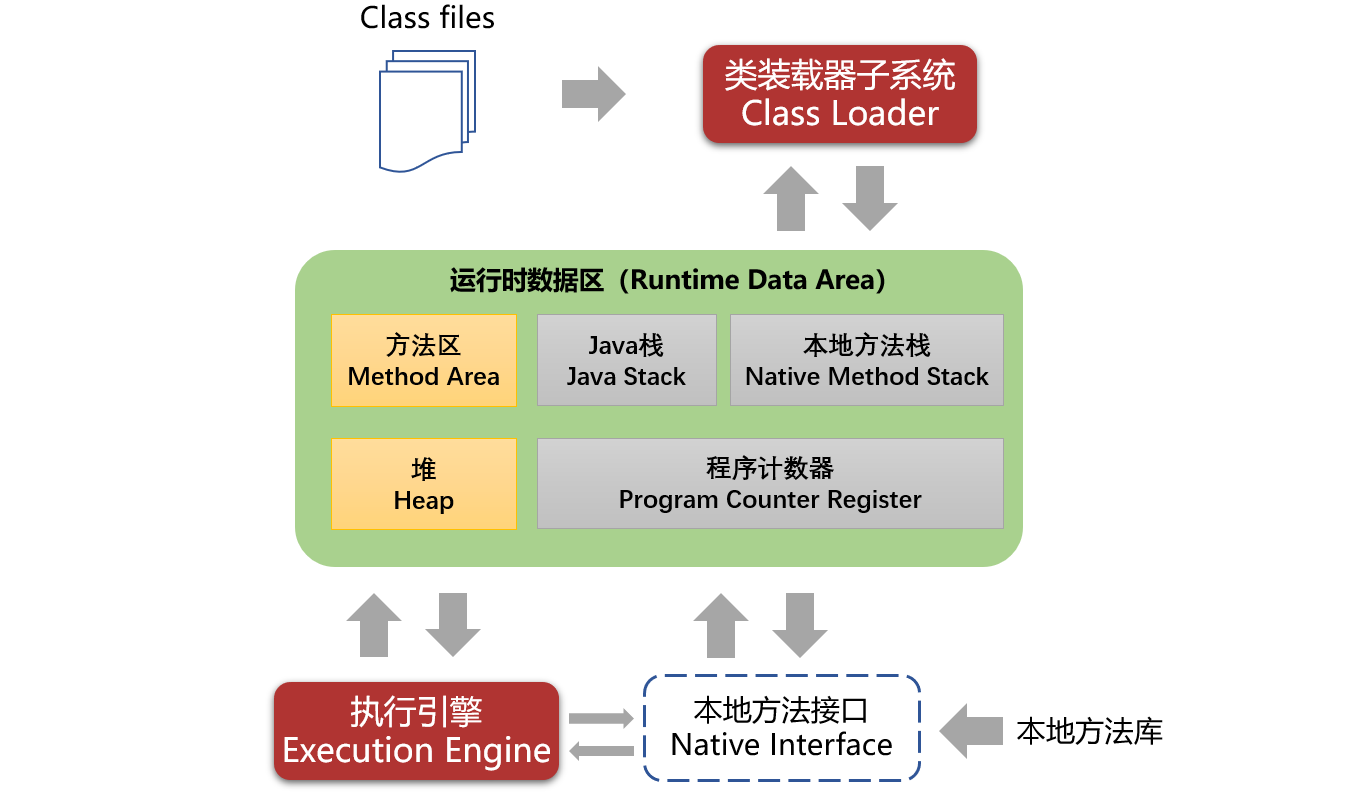 Class files
类装载器子系统
Class Loader
运行时数据区（Runtime Data Area）
方法区
Method Area
Java栈
Java Stack
本地方法栈
Native Method Stack
堆
Heap
程序计数器
Program Counter Register
执行引擎
Execution Engine
本地方法接口
Native Interface
本地方法库